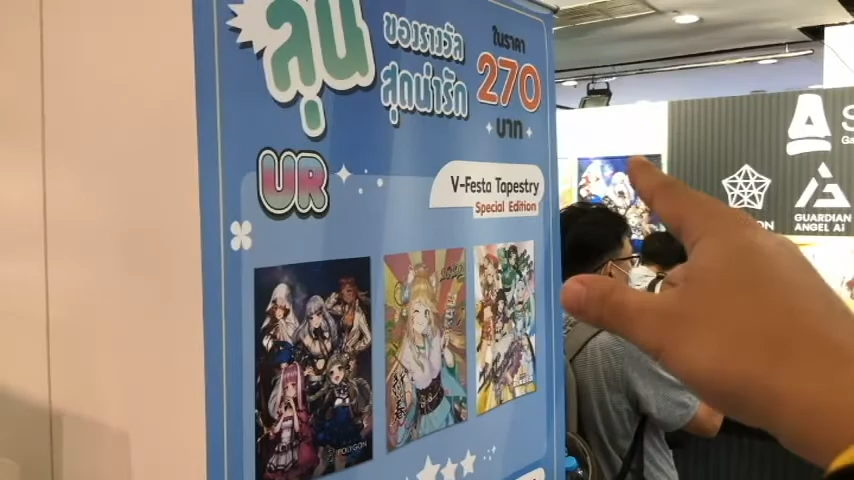 ลุ้น
ของรางวัล
สุดน่ารัก
ในราคา
270
บาท
UR
V-Festa Tapestry
Special Edition
POLYGON
GUARDIAN
ANGEL AI